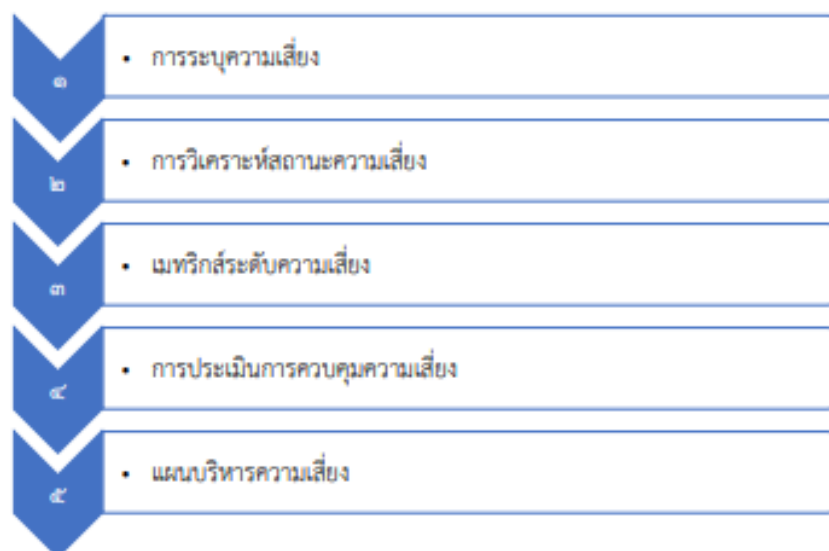 ๑
• การระบุความเสี่ยง
๒
• การวิเคราะห์สถานะความเสี่ยง
๓
• เมทริกส์ระดับความเสี่ยง
๔
• การประเมินการควบคุมความเสี่ยง
๕
• แผนบริหารความเสี่ยง